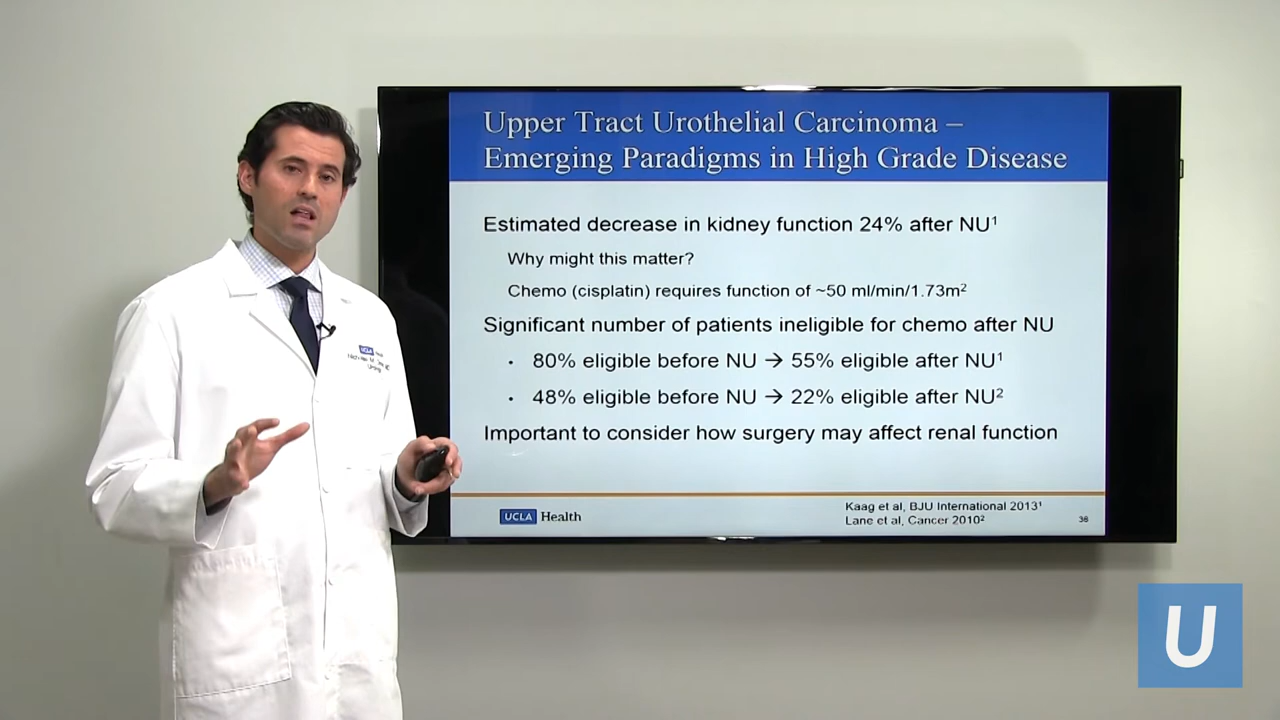 Upper Tract Urothelial Carcinoma –
Emerging Paradigms in High Grade Disease
Estimated decrease in kidney function 24% after NU¹
Why might this matter?
Chemo (cisplatin) requires function of ~50 ml/min/1.73m²
Significant number of patients ineligible for chemo after NU
• 80% eligible before NU → 55% eligible after NU¹
• 48% eligible before NU → 22% eligible after NU²
Important to consider how surgery may affect renal function
UCLA Health
Kaag et al, BJU International 2013¹
Lane et al, Cancer 2010²
36
UCLA
Urology
U